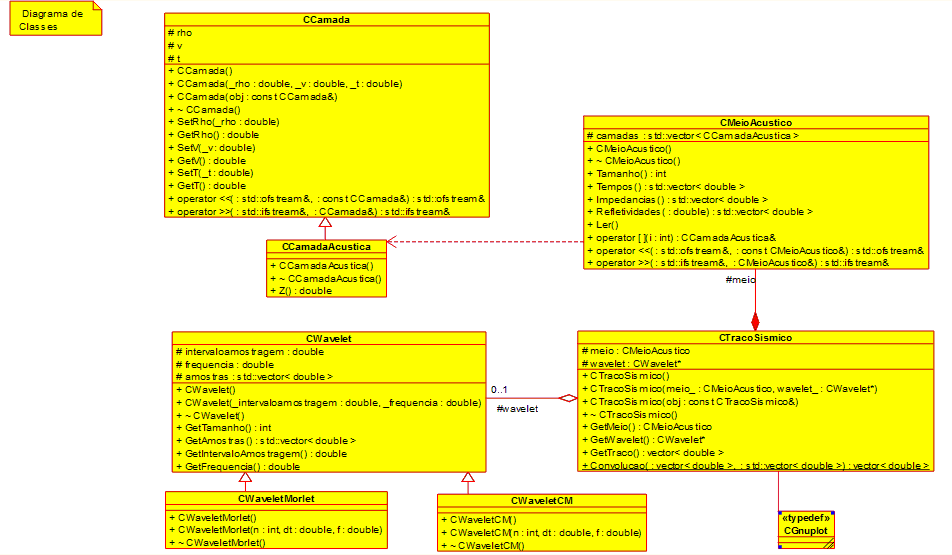 Diagrama de
Classes
CCamada
# rho
# v
# t
+ CCamada()
+ CCamada(_rho : double, _v : double, _t : double)
+ CCamada(obj : const CCamada&)
+ ~ CCamada()
+ SetRho(_rho : double)
+ GetRho() : double
+ SetV(_v : double)
+ GetV() : double
+ SetT(_t : double)
+ GetT() : double
+ operator <<( : std::ofstream&, : const CCamada&) : std::ofstream&
+ operator >>( : std::ifstream&, : CCamada&) : std::ifstream&
CCamadaAcustica
+ CCamadaAcustica()
+ ~ CCamadaAcustica()
+ Z() : double
CMeioAcustico
# camadas : std::vector< CCamadaAcustica >
+ CMeioAcustico()
+ ~ CMeioAcustico()
+ Tamanho() : int
+ Tempos() : std::vector< double >
+ Impedancias() : std::vector< double >
+ Refletividades( : double) : std::vector< double >
+ Ler()
+ operator [ ](i : int) : CCamadaAcustica&
+ operator <<( : std::ofstream&, : const CMeioAcustico&) : std::ofstream&
+ operator >>( : std::ifstream&, : CMeioAcustico&) : std::ifstream&
#meio
CWavelet
# intervaloamostragem : double
# frequencia : double
# amostras : std::vector< double >
+ CWavelet()
+ CWavelet(_intervaloamostragem : double, _frequencia : double)
+ ~ CWavelet()
+ GetTamanho() : int
+ GetAmostras() : std::vector< double >
+ GetIntervaloAmostragem() : double
+ GetFrequencia() : double
0..1
#wavelet
CTracoSismico
# meio : CMeioAcustico
# wavelet : CWavelet*
+ CTracoSismico()
+ CTracoSismico(meio_ : CMeioAcustico, wavelet_ : CWavelet*)
+ CTracoSismico(obj : const CTracoSismico&)
+ ~ CTracoSismico()
+ GetMeio() : CMeioAcustico
+ GetWavelet() : CWavelet*
+ GetTraco() : vector< double >
+ Convolucao( : vector< double >, : std::vector< double >) : vector< double >
CWaveletMorlet
+ CWaveletMorlet()
+ CWaveletMorlet(n : int, dt : double, f : double)
+ ~ CWaveletMorlet()
CWaveletCM
+ CWaveletCM()
+ CWaveletCM(n : int, dt : double, f : double)
+ ~ CWaveletCM()
«typedef»
CGnuplot